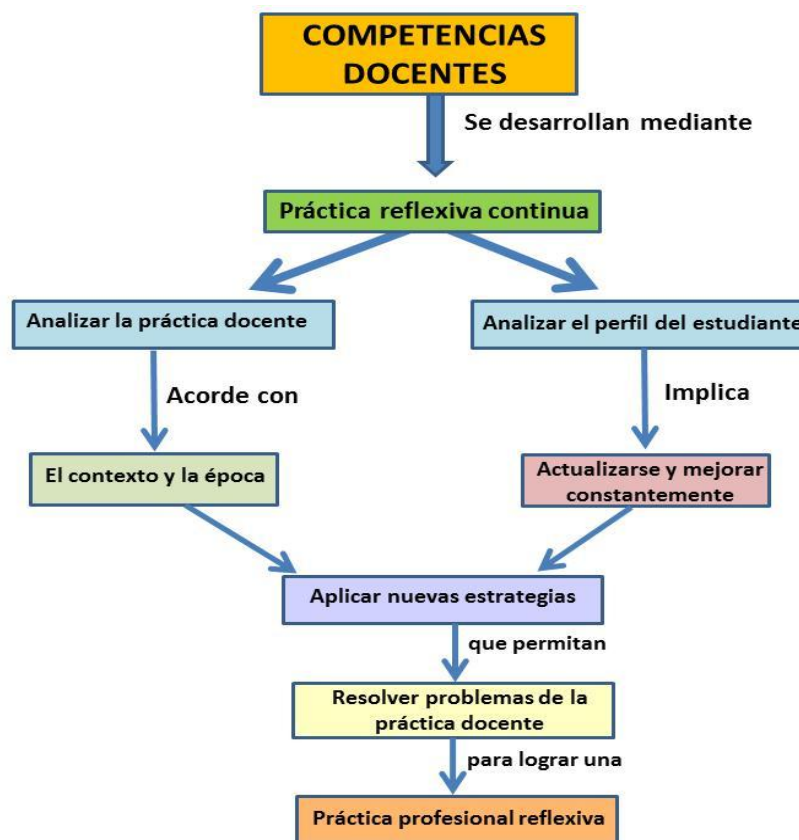 COMPETENCIAS
DOCENTES
Se desarrollan mediante
Práctica reflexiva continua
Analizar la práctica docente
Analizar el perfil del estudiante
Acorde con
Implica
El contexto y la época
Actualizarse y mejorar
constantemente
Aplicar nuevas estrategias
que permitan
Resolver problemas de la
práctica docente
para lograr una
Práctica profesional reflexiva